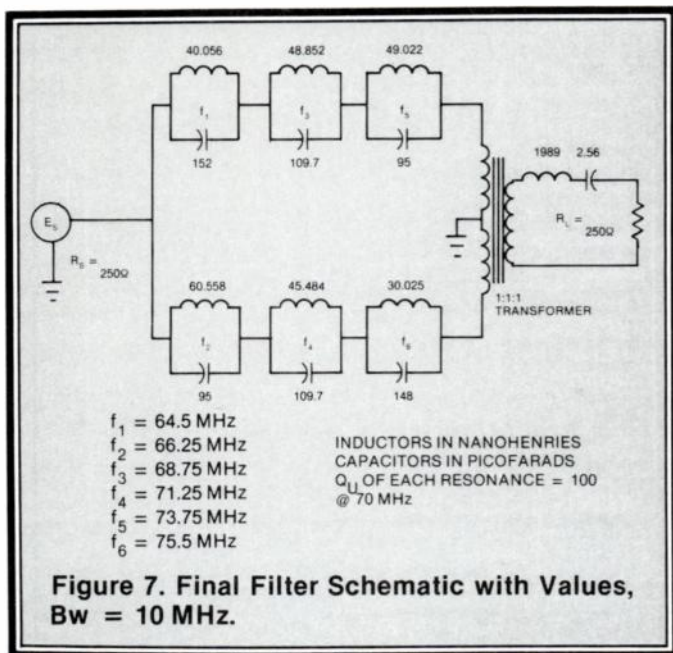 40.056 48.852 49.022
f₁ f₃ f₅
152 109.7 95
1989 2.56
E_S
R_L =
250Ω
R_S =
250Ω
60.558 45.484 30.025
1:1:1
TRANSFORMER
f₂ f₄ f₆
95 109.7 148
f₁ = 64.5 MHz
f₂ = 66.25 MHz
f₃ = 68.75 MHz
f₄ = 71.25 MHz
f₅ = 73.75 MHz
f₆ = 75.5 MHz
INDUCTORS IN NANOHENRIES
CAPACITORS IN PICOFARADS
Q_U OF EACH RESONANCE = 100
@ 70 MHz
Figure 7. Final Filter Schematic with Values,
Bw = 10 MHz.